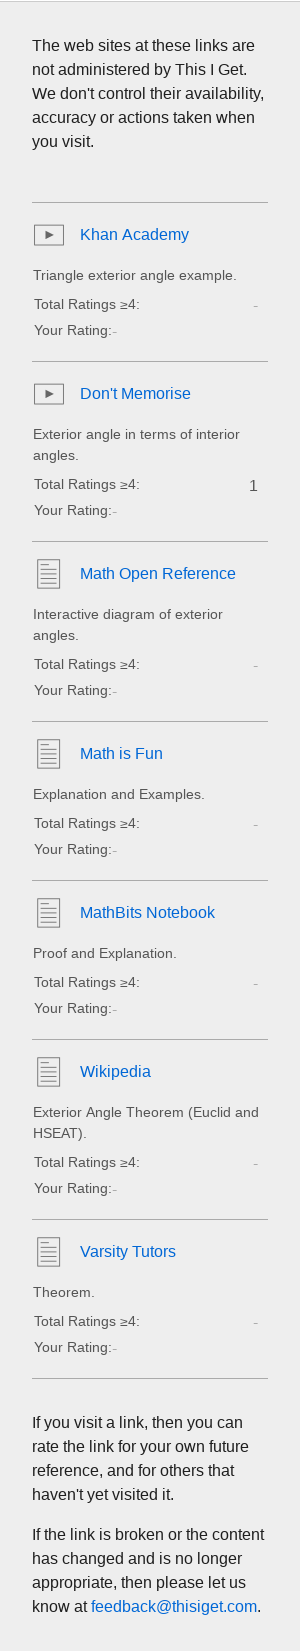 The web sites at these links are
not administered by This I Get.
We don't control their availability,
accuracy or actions taken when
you visit.
Khan Academy
Triangle exterior angle example.
Total Ratings ≥4: -
Your Rating:-
Don't Memorise
Exterior angle in terms of interior
angles.
Total Ratings ≥4: 1
Your Rating:-
Math Open Reference
Interactive diagram of exterior
angles.
Total Ratings ≥4: -
Your Rating:-
Math is Fun
Explanation and Examples.
Total Ratings ≥4: -
Your Rating:-
MathBits Notebook
Proof and Explanation.
Total Ratings ≥4: -
Your Rating:-
Wikipedia
Exterior Angle Theorem (Euclid and
HSEAT).
Total Ratings ≥4: -
Your Rating:-
Varsity Tutors
Theorem.
Total Ratings ≥4: -
Your Rating:-
If you visit a link, then you can
rate the link for your own future
reference, and for others that
haven't yet visited it.
If the link is broken or the content
has changed and is no longer
appropriate, then please let us
know at feedback@thisiget.com.